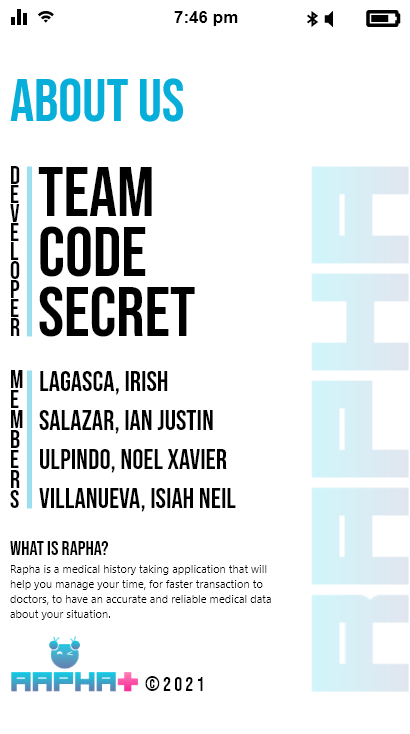 7:46 pm
ABOUT US
DEVELOPER
TEAM
CODE
SECRET
MEMBERS
LAGASCA, IRISH
SALAZAR, IAN JUSTIN
ULPINDO, NOEL XAVIER
VILLANUEVA, ISIAH NEIL
WHAT IS RAPHA?
Rapha is a medical history taking application that will
help you manage your time, for faster transaction to
doctors, to have an accurate and reliable medical data
about your situation.
RAPHA+ ©2021
RAPHA